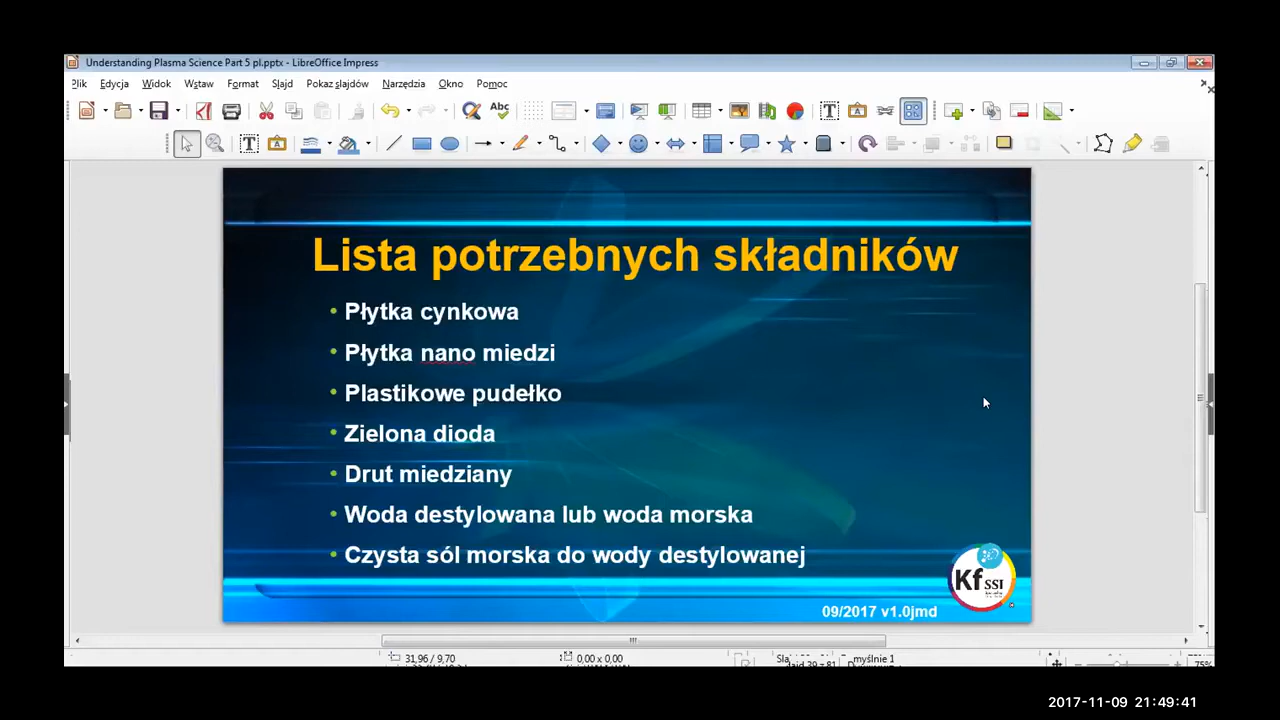 Understanding Plasma Science Part 5 pl.pptx - LibreOffice Impress
Plik Edycja Widok Wstaw Format Slajd Pokaz slajdów Narzędzia Okno Pomoc
Abc
Lista potrzebnych składników
• Płytka cynkowa
• Płytka nano miedzi
• Plastikowe pudełko
• Zielona dioda
• Drut miedziany
• Woda destylowana lub woda morska
• Czysta sól morska do wody destylowanej
Kf SSI
09/2017 v1.0jmd
31,96 / 9,70 0,00 x 0,00
75%
2017-11-09 21:49:41